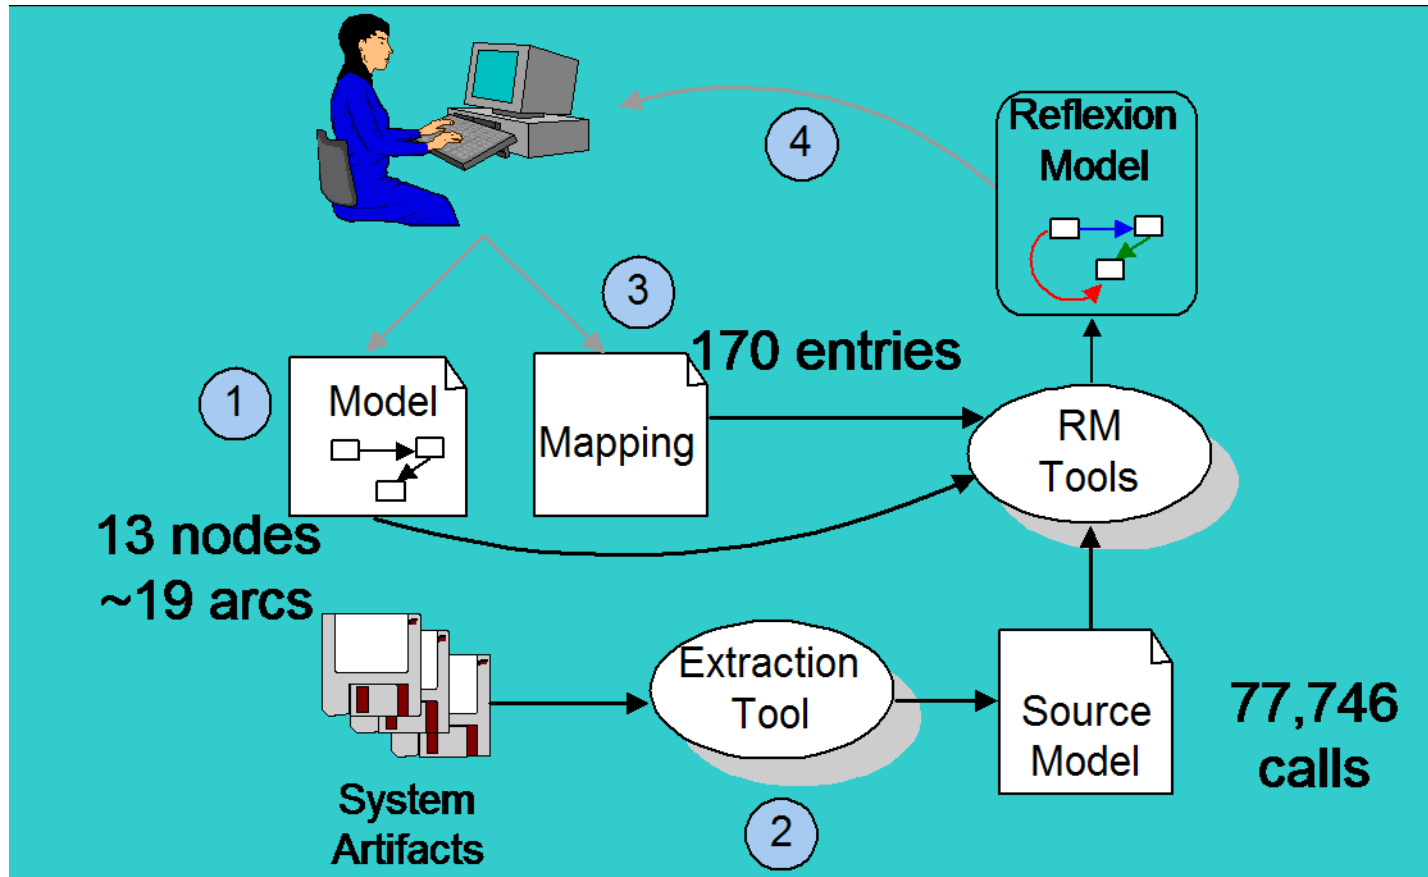 4
Reflexion
Model
3
170 entries
1
Model
Mapping
RM
Tools
13 nodes
~19 arcs
Extraction
Tool
Source
Model
77,746
calls
System
Artifacts
2